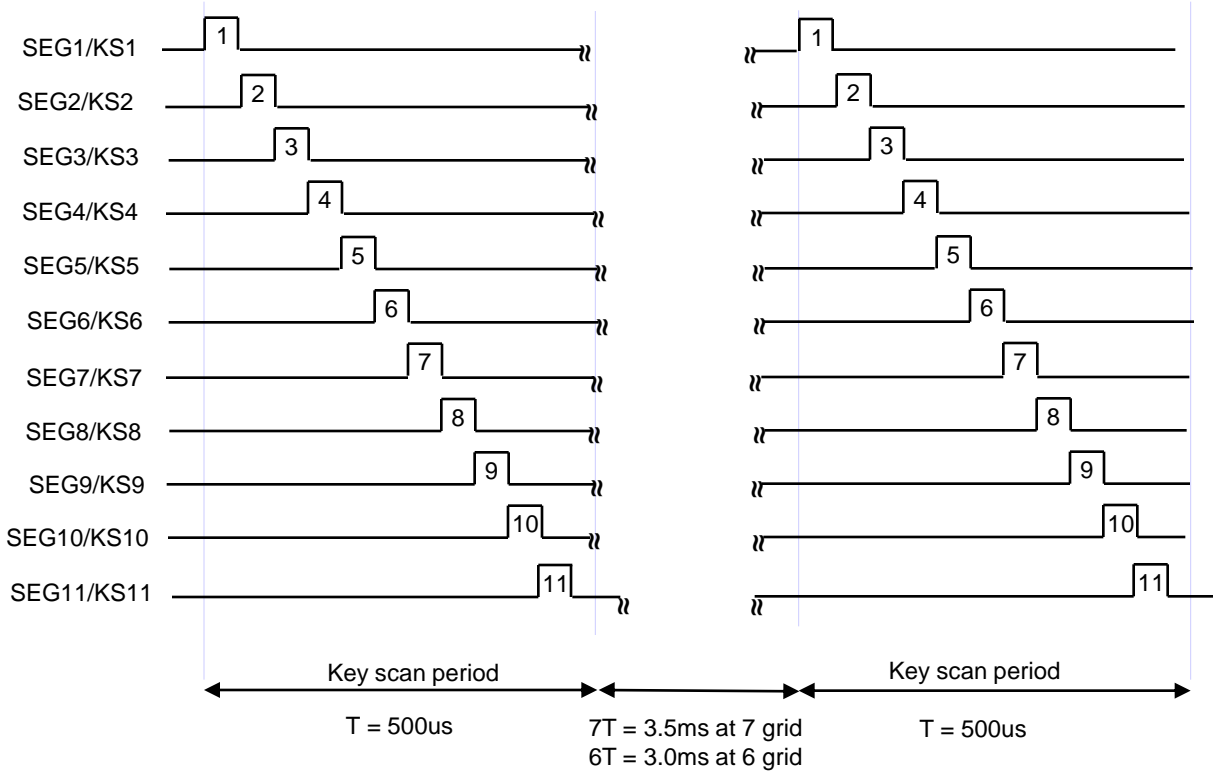 SEG1/KS1 1 1
SEG2/KS2 2 2
SEG3/KS3 3 3
SEG4/KS4 4 4
SEG5/KS5 5 5
SEG6/KS6 6 6
SEG7/KS7 7 7
SEG8/KS8 8 8
SEG9/KS9 9 9
SEG10/KS10 10 10
SEG11/KS11 11 11
Key scan period Key scan period
T = 500us 7T = 3.5ms at 7 grid T = 500us
6T = 3.0ms at 6 grid